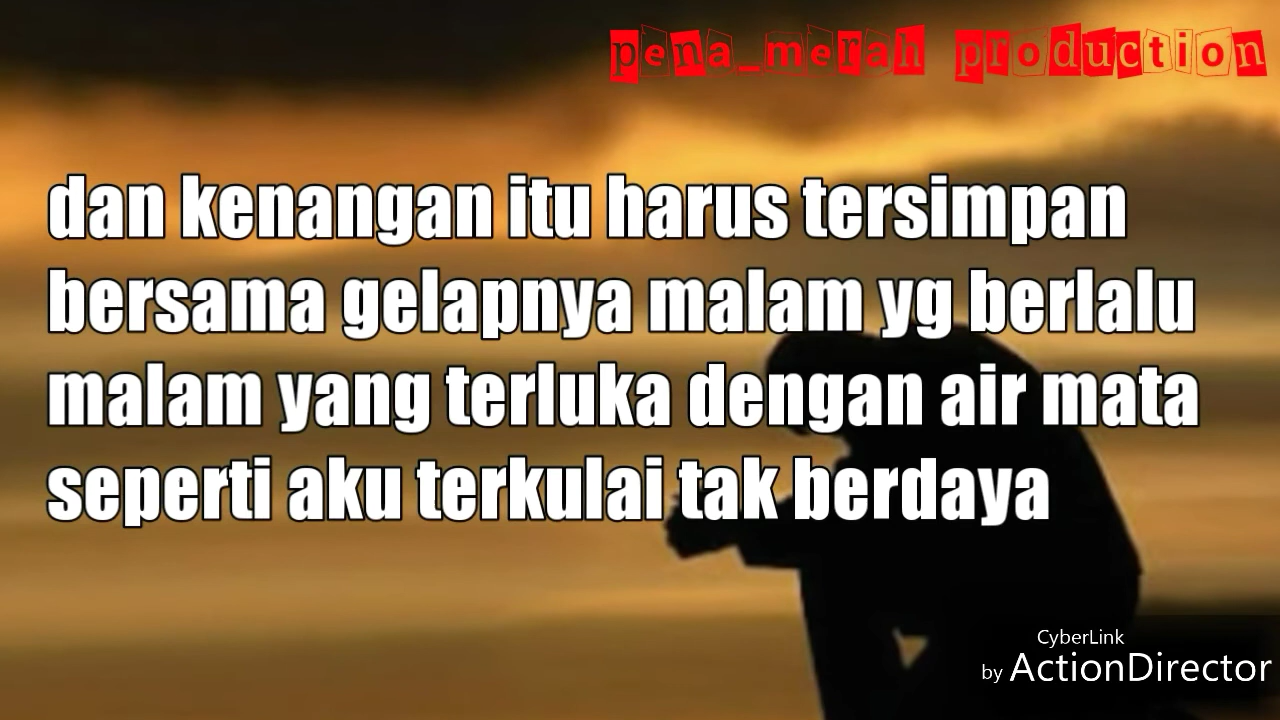 pena_merah production
dan kenangan itu harus tersimpan
bersama gelapnya malam yg berlalu
malam yang terluka dengan air mata
seperti aku terkulai tak berdaya
CyberLink
by ActionDirector